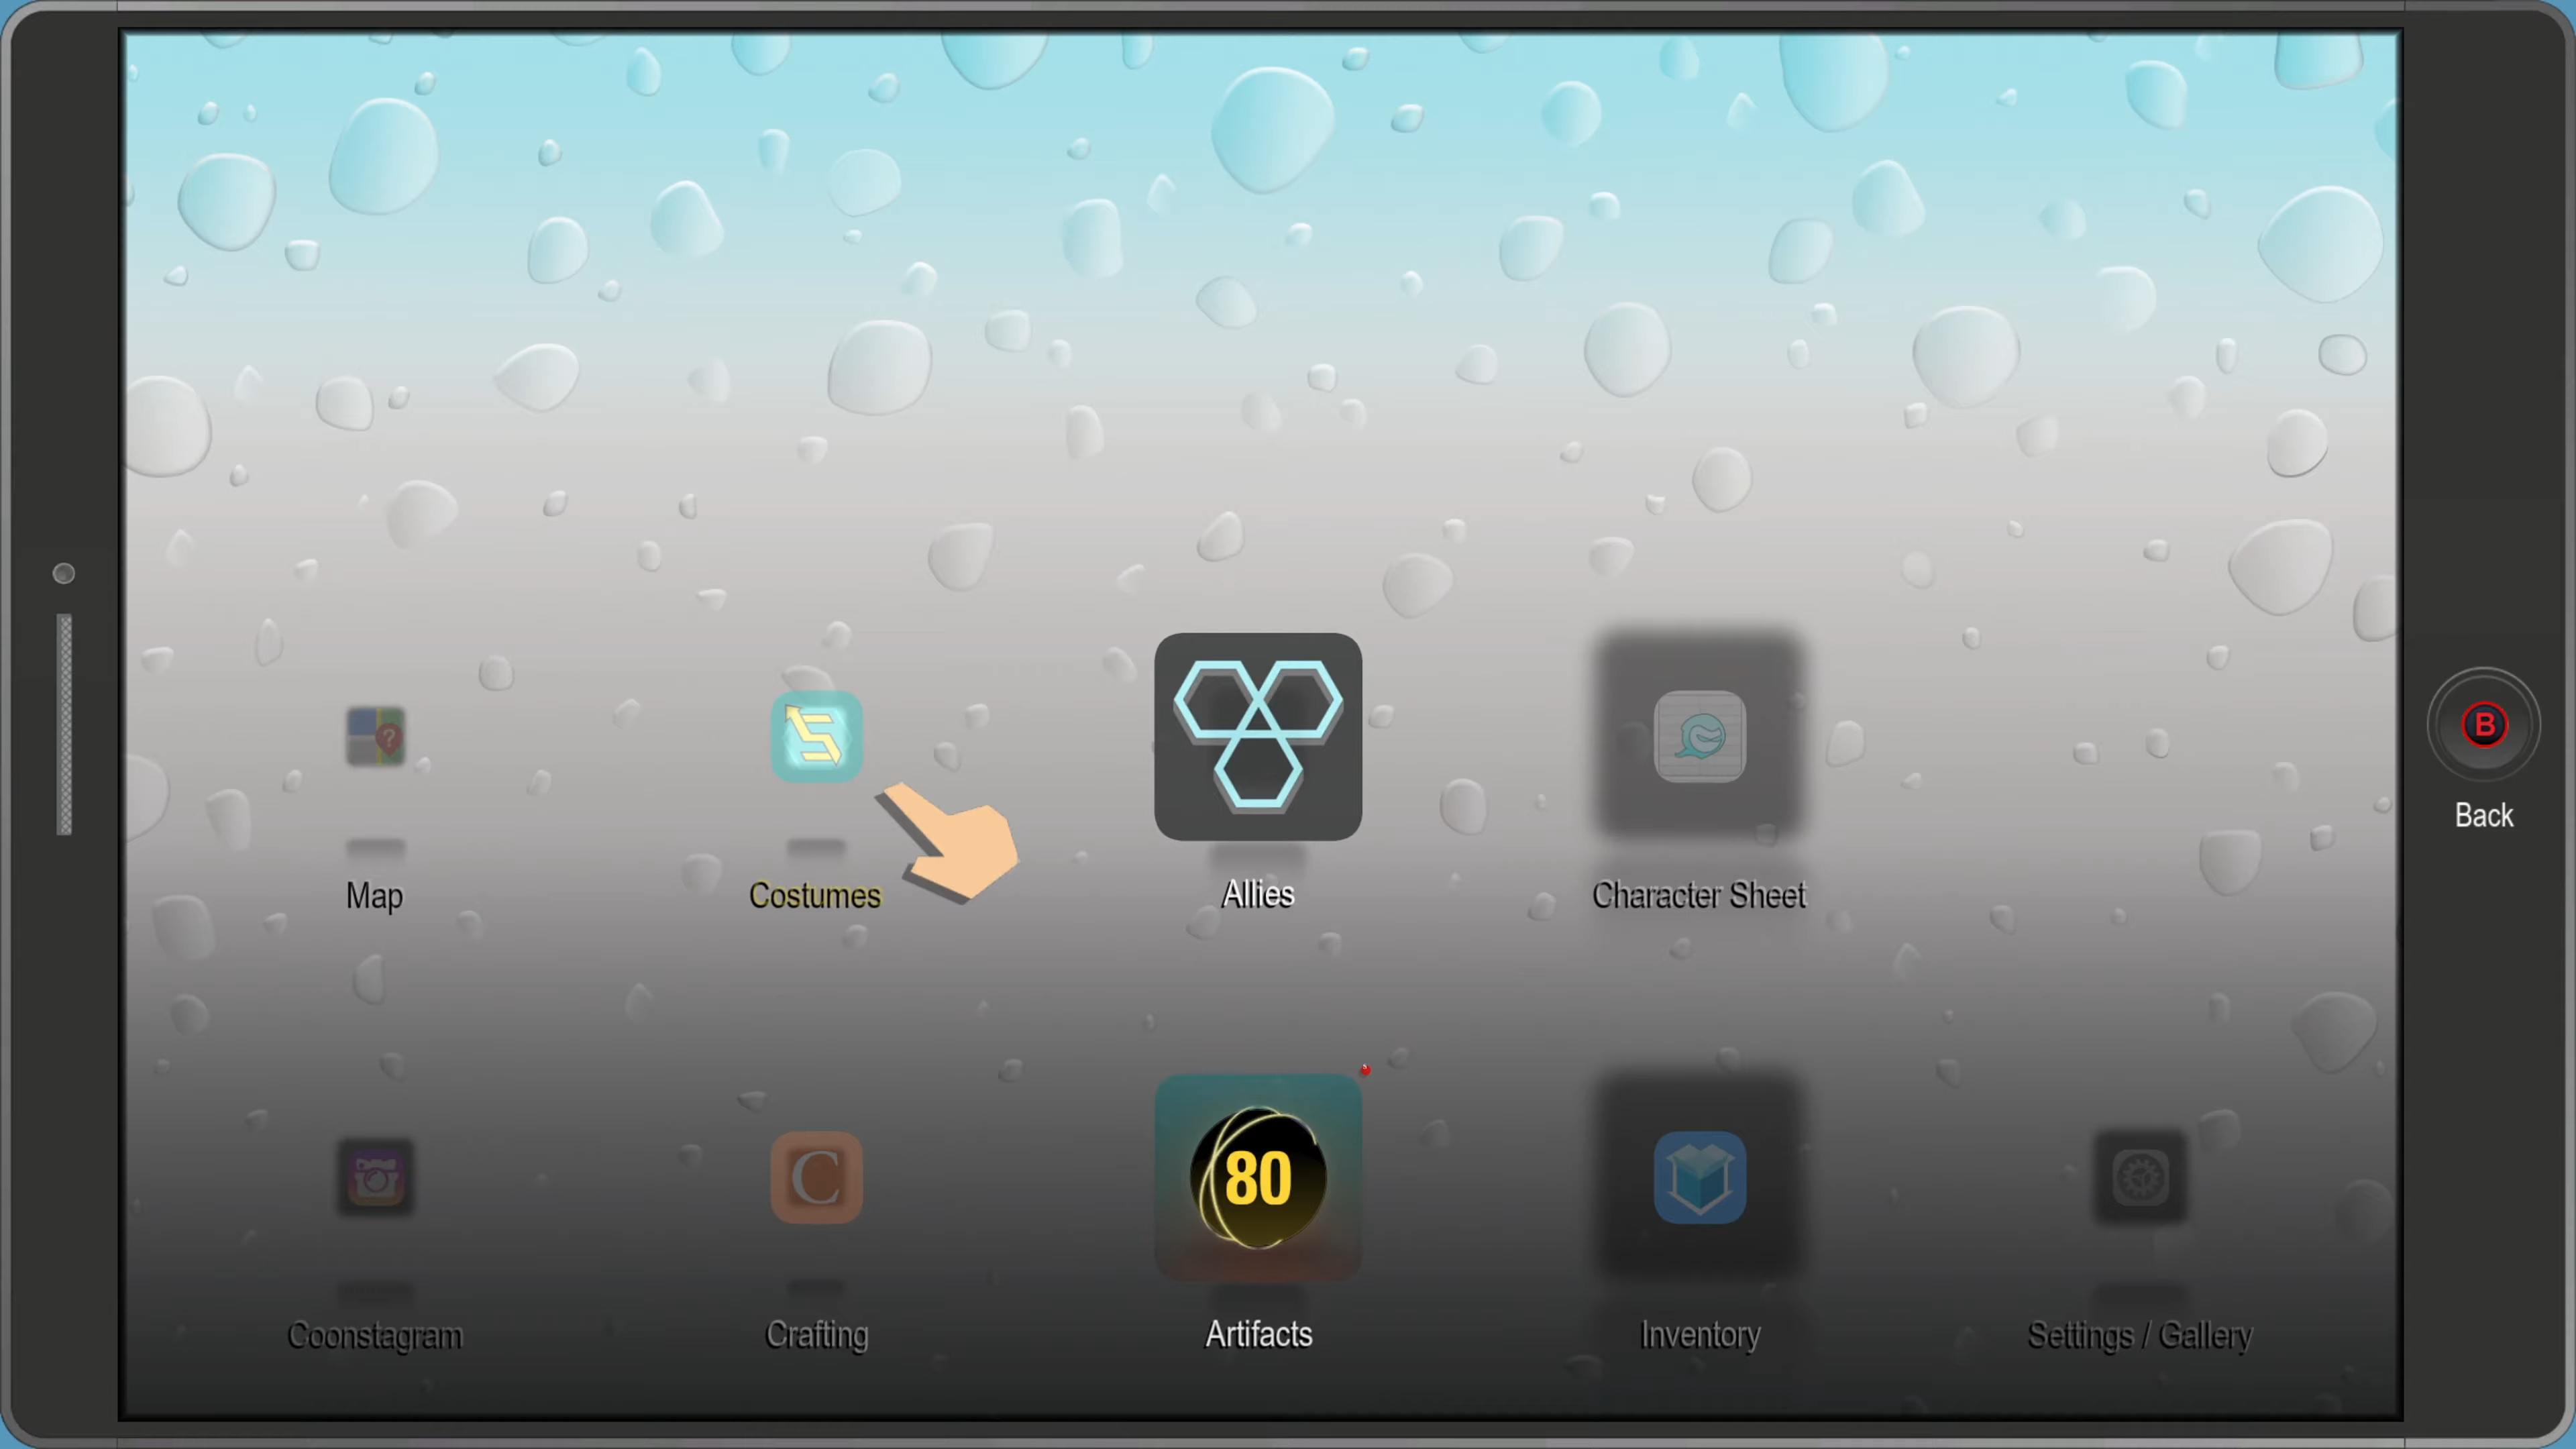 ?
B
Back
Map
Costumes
Allies
Character Sheet
C
80
Coonstagram
Crafting
Artifacts
Inventory
Settings / Gallery